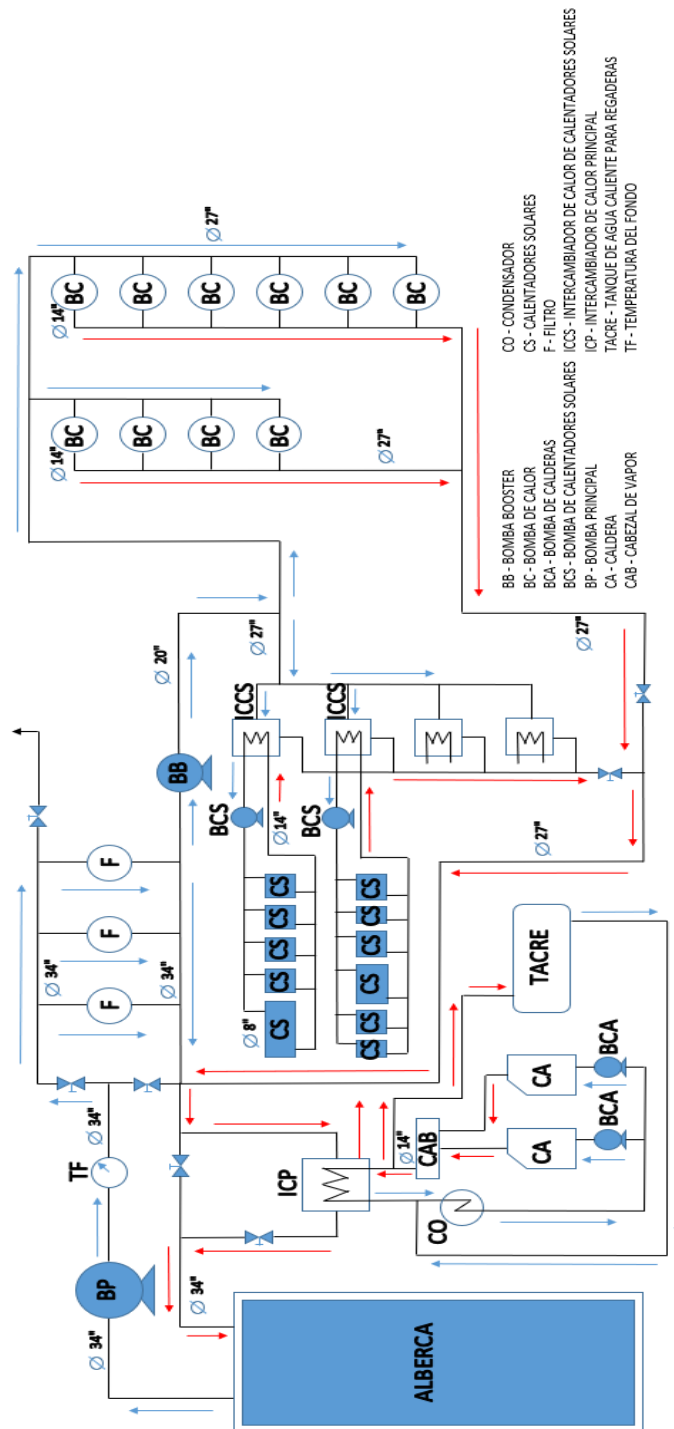 TF
BP
Ø 34"
Ø 34"
Ø 34"
F
F
F
Ø 34"
Ø 20"
BB
Ø 34"
BCS
ICCS
Ø 27"
Ø 8"
CS
CS
CS
CS
CS
Ø 14"
ICP
BCS
ICCS
CS
CS
CS
CS
CS
CS
Ø 14"
BC
BC
BC
BC
Ø 14"
BC
BC
BC
BC
BC
BC
Ø 27"
Ø 27"
Ø 27"
Ø 27"
ALBERCA
CO
CAB
Ø 14"
CA
CA
BCA
BCA
TACRE
BB - BOMBA BOOSTER
BC - BOMBA DE CALOR
BCA - BOMBA DE CALDERAS
BCS - BOMBA DE CALENTADORES SOLARES
BP - BOMBA PRINCIPAL
CA - CALDERA
CAB - CABEZAL DE VAPOR
CO - CONDENSADOR
CS - CALENTADORES SOLARES
F - FILTRO
ICCS - INTERCAMBIADOR DE CALOR DE CALENTADORES SOLARES
ICP - INTERCAMBIADOR DE CALOR PRINCIPAL
TACRE - TANQUE DE AGUA CALIENTE PARA REGADERAS
TF - TEMPERATURA DEL FONDO